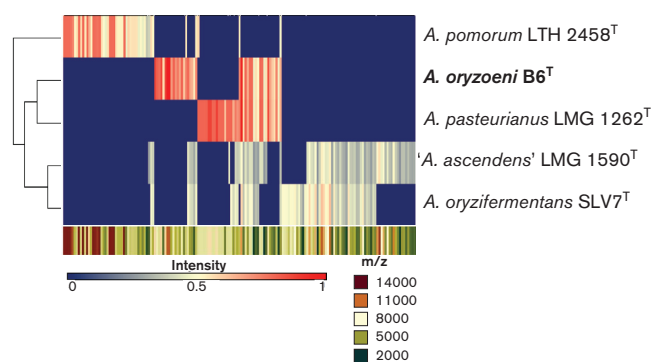 A. pomorum LTH 2458T
A. oryzoeni B6T
A. pasteurianus LMG 1262T
'A. ascendens' LMG 1590T
A. oryzifermentans SLV7T
Intensity
0 0.5 1
m/z
14000
11000
8000
5000
2000